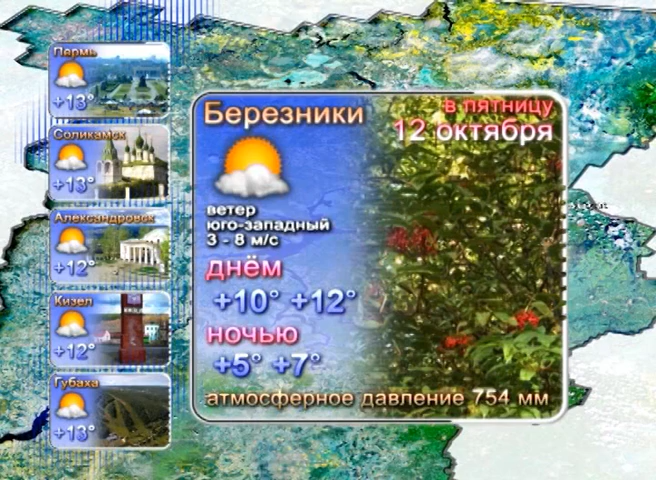 Пермь
+13°
Соликамск
+13°
Александровск
+12°
Кизел
+12°
Губаха
+13°
Березники
в пятницу
12 октября
ветер
юго-западный
3 - 8 м/с
днём
+10° +12°
ночью
+5° +7°
атмосферное давление 754 мм